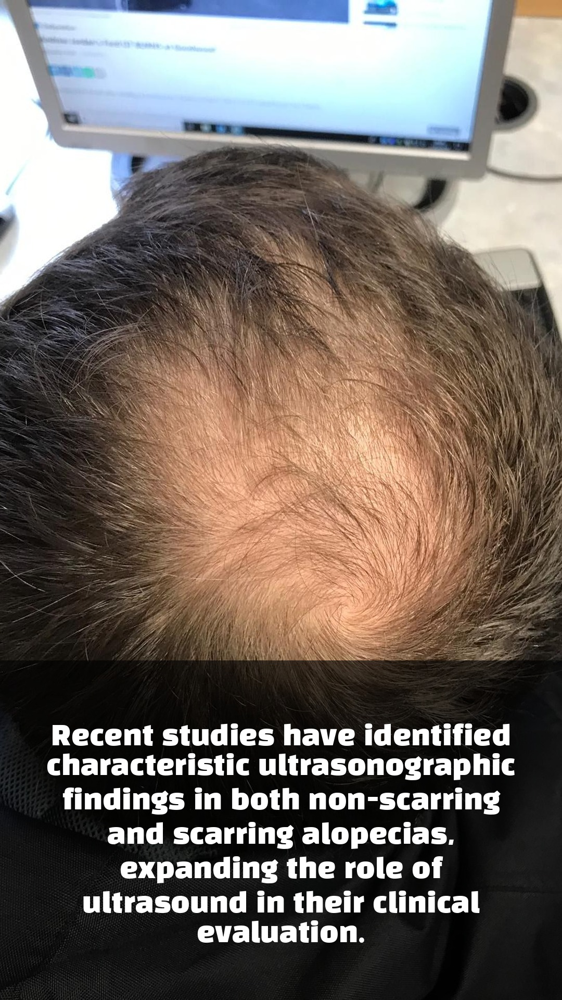 Recent studies have identified
characteristic ultrasonographic
findings in both non-scarring
and scarring alopecias,
expanding the role of
ultrasound in their clinical
evaluation.